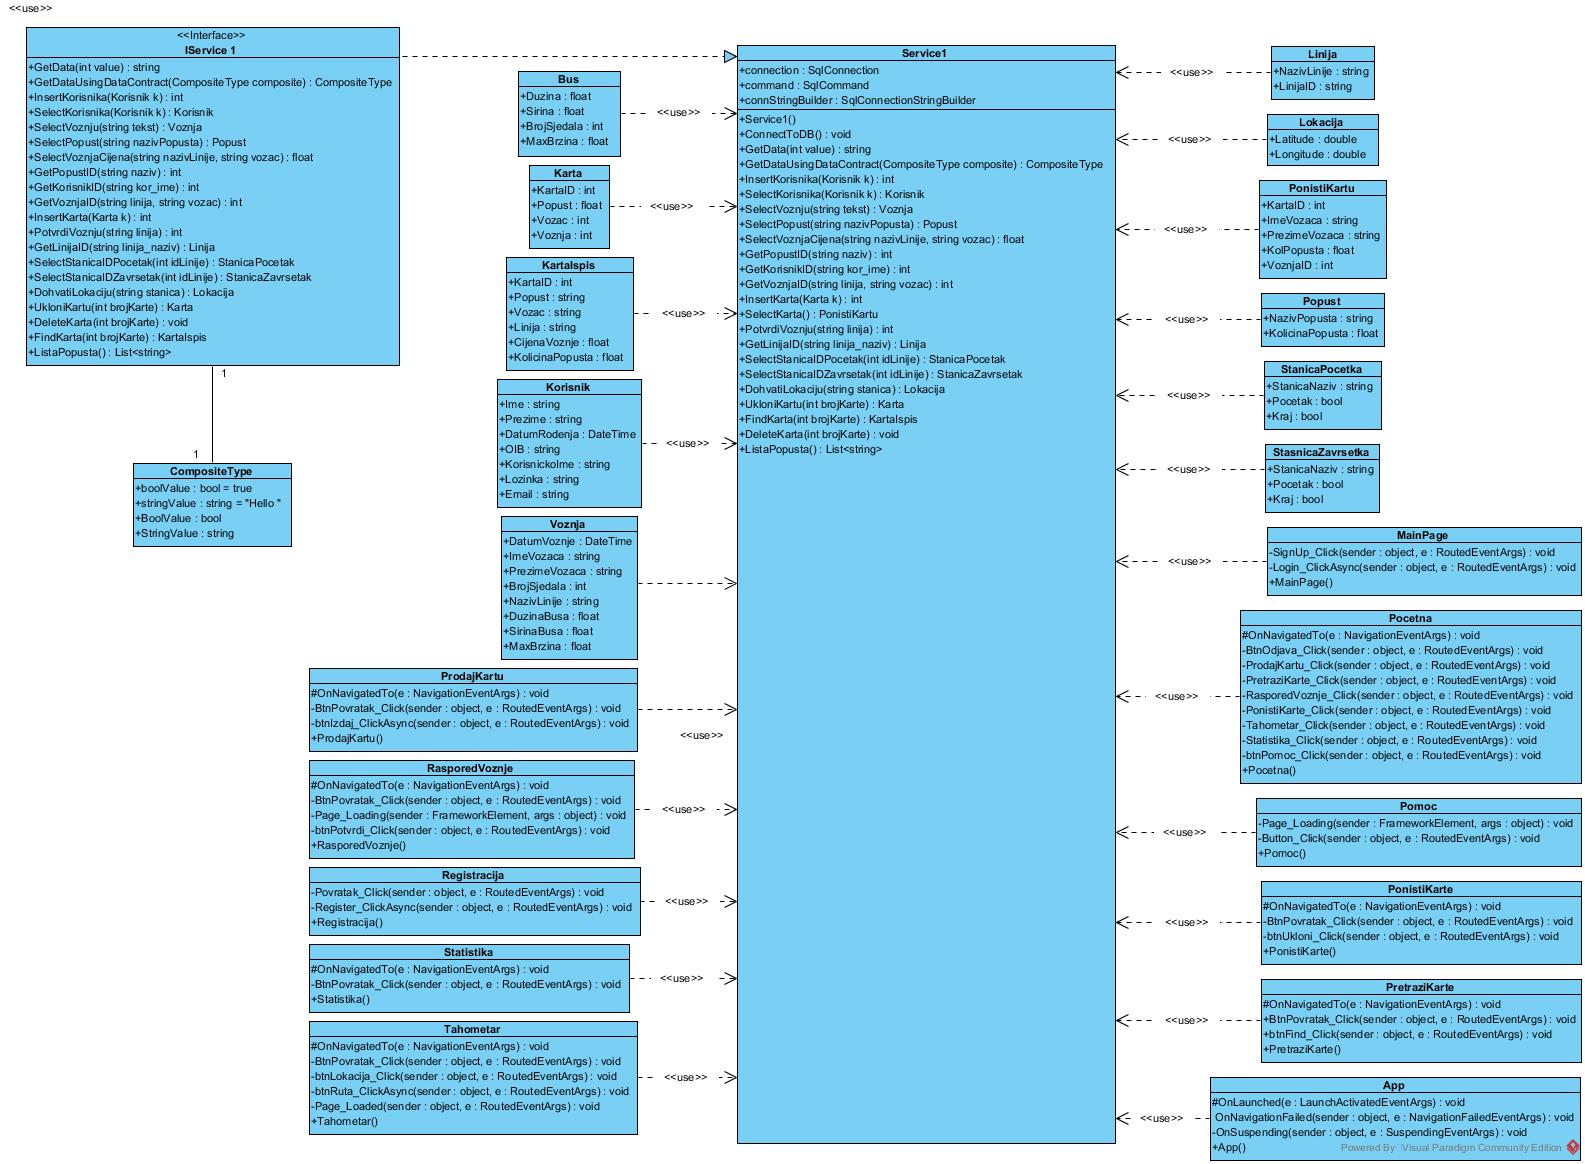 <<use>>
<<Interface>>
IService 1
+GetData(int value) : string
+GetDataUsingDataContract(CompositeType composite) : CompositeType
+InsertKorisnika(Korisnik k) : int
+SelectKorisnika(Korisnik k) : Korisnik
+SelectVoznju(string tekst) : Voznja
+SelectPopust(string nazivPopusta) : Popust
+SelectVoznjaCijena(string nazivLinije, string vozac) : float
+GetPopustID(string naziv) : int
+GetKorisnikID(string kor_ime) : int
+GetVoznjaID(string linija, string vozac) : int
+InsertKarta(Karta k) : int
+PotvrdiVoznju(string linija) : int
+GetLinijaID(string linija_naziv) : Linija
+SelectStanicaIDPocetak(int idLinije) : StanicaPocetak
+SelectStanicaIDZavrsetak(int idLinije) : StanicaZavrsetak
+DohvatiLokaciju(string stanica) : Lokacija
+UkloniKartu(int brojKarte) : Karta
+DeleteKarta(int brojKarte) : void
+FindKarta(int brojKarte) : KartaIspis
+ListaPopusta() : List<string>
1
1
CompositeType
+boolValue : bool = true
+stringValue : string = "Hello "
+BoolValue : bool
+StringValue : string
Bus
+Duzina : float
+Sirina : float
+BrojSjedala : int
+MaxBrzina : float
<<use>>
Karta
+KartaID : int
+Popust : float
+Vozac : int
+Voznja : int
<<use>>
KartaIspis
+KartaID : int
+Popust : string
+Vozac : string
+Linija : string
+CijenaVoznje : float
+KolicinaPopusta : float
<<use>>
Korisnik
+Ime : string
+Prezime : string
+DatumRodenja : DateTime
+OIB : string
+KorisnickoIme : string
+Lozinka : string
+Email : string
<<use>>
Voznja
+DatumVoznje : DateTime
+ImeVozaca : string
+PrezimeVozaca : string
+BrojSjedala : int
+NazivLinije : string
+DuzinaBusa : float
+SirinaBusa : float
+MaxBrzina : float
ProdajKartu
#OnNavigatedTo(e : NavigationEventArgs) : void
-BtnPovratak_Click(sender : object, e : RoutedEventArgs) : void
-btnIzdaj_ClickAsync(sender : object, e : RoutedEventArgs) : void
+ProdajKartu()
<<use>>
RasporedVoznje
#OnNavigatedTo(e : NavigationEventArgs) : void
-BtnPovratak_Click(sender : object, e : RoutedEventArgs) : void
-Page_Loading(sender : FrameworkElement, args : object) : void
-btnPotvrdi_Click(sender : object, e : RoutedEventArgs) : void
+RasporedVoznje()
<<use>>
Registracija
-Povratak_Click(sender : object, e : RoutedEventArgs) : void
-Register_ClickAsync(sender : object, e : RoutedEventArgs) : void
+Registracija()
<<use>>
Statistika
#OnNavigatedTo(e : NavigationEventArgs) : void
-BtnPovratak_Click(sender : object, e : RoutedEventArgs) : void
+Statistika()
<<use>>
Tahometar
#OnNavigatedTo(e : NavigationEventArgs) : void
-BtnPovratak_Click(sender : object, e : RoutedEventArgs) : void
-btnLokacija_Click(sender : object, e : RoutedEventArgs) : void
-btnRuta_ClickAsync(sender : object, e : RoutedEventArgs) : void
-Page_Loaded(sender : object, e : RoutedEventArgs) : void
+Tahometar()
<<use>>
Service1
+connection : SqlConnection
+command : SqlCommand
+connStringBuilder : SqlConnectionStringBuilder
+Service1()
+ConnectToDB() : void
+GetData(int value) : string
+GetDataUsingDataContract(CompositeType composite) : CompositeType
+InsertKorisnika(Korisnik k) : int
+SelectKorisnika(Korisnik k) : Korisnik
+SelectVoznju(string tekst) : Voznja
+SelectPopust(string nazivPopusta) : Popust
+SelectVoznjaCijena(string nazivLinije, string vozac) : float
+GetPopustID(string naziv) : int
+GetKorisnikID(string kor_ime) : int
+GetVoznjaID(string linija, string vozac) : int
+InsertKarta(Karta k) : int
+SelectKarta() : PonistiKartu
+PotvrdiVoznju(string linija) : int
+GetLinijaID(string linija_naziv) : Linija
+SelectStanicaIDPocetak(int idLinije) : StanicaPocetak
+SelectStanicaIDZavrsetak(int idLinije) : StanicaZavrsetak
+DohvatiLokaciju(string stanica) : Lokacija
+UkloniKartu(int brojKarte) : Karta
+FindKarta(int brojKarte) : KartaIspis
+DeleteKarta(int brojKarte) : void
+ListaPopusta() : List<string>
<<use>>
Linija
+NazivLinije : string
+LinijaID : string
<<use>>
Lokacija
+Latitude : double
+Longitude : double
<<use>>
PonistiKartu
+KartaID : int
+ImeVozaca : string
+PrezimeVozaca : string
+KolPopusta : float
+VoznjaID : int
<<use>>
Popust
+NazivPopusta : string
+KolicinaPopusta : float
<<use>>
StanicaPocetka
+StanicaNaziv : string
+Pocetak : bool
+Kraj : bool
<<use>>
StasnicaZavrsetka
+StanicaNaziv : string
+Pocetak : bool
+Kraj : bool
<<use>>
MainPage
-SignUp_Click(sender : object, e : RoutedEventArgs) : void
-Login_ClickAsync(sender : object, e : RoutedEventArgs) : void
+MainPage()
<<use>>
Pocetna
#OnNavigatedTo(e : NavigationEventArgs) : void
-BtnOdjava_Click(sender : object, e : RoutedEventArgs) : void
-ProdajKartu_Click(sender : object, e : RoutedEventArgs) : void
-PretraziKarte_Click(sender : object, e : RoutedEventArgs) : void
-RasporedVoznje_Click(sender : object, e : RoutedEventArgs) : void
-PonistiKarte_Click(sender : object, e : RoutedEventArgs) : void
-Tahometar_Click(sender : object, e : RoutedEventArgs) : void
-Statistika_Click(sender : object, e : RoutedEventArgs) : void
-btnPomoc_Click(sender : object, e : RoutedEventArgs) : void
+Pocetna()
<<use>>
Pomoc
-Page_Loading(sender : FrameworkElement, args : object) : void
-Button_Click(sender : object, e : RoutedEventArgs) : void
+Pomoc()
<<use>>
PonistiKarte
#OnNavigatedTo(e : NavigationEventArgs) : void
-BtnPovratak_Click(sender : object, e : RoutedEventArgs) : void
-btnUkloni_Click(sender : object, e : RoutedEventArgs) : void
+PonistiKarte()
<<use>>
PretraziKarte
#OnNavigatedTo(e : NavigationEventArgs) : void
+BtnPovratak_Click(sender : object, e : RoutedEventArgs) : void
+btnFind_Click(sender : object, e : RoutedEventArgs) : void
+PretraziKarte()
<<use>>
App
#OnLaunched(e : LaunchActivatedEventArgs) : void
OnNavigationFailed(sender : object, e : NavigationFailedEventArgs) : void
-OnSuspending(sender : object, e : SuspendingEventArgs) : void
+App()
Powered By Visual Paradigm Community Edition